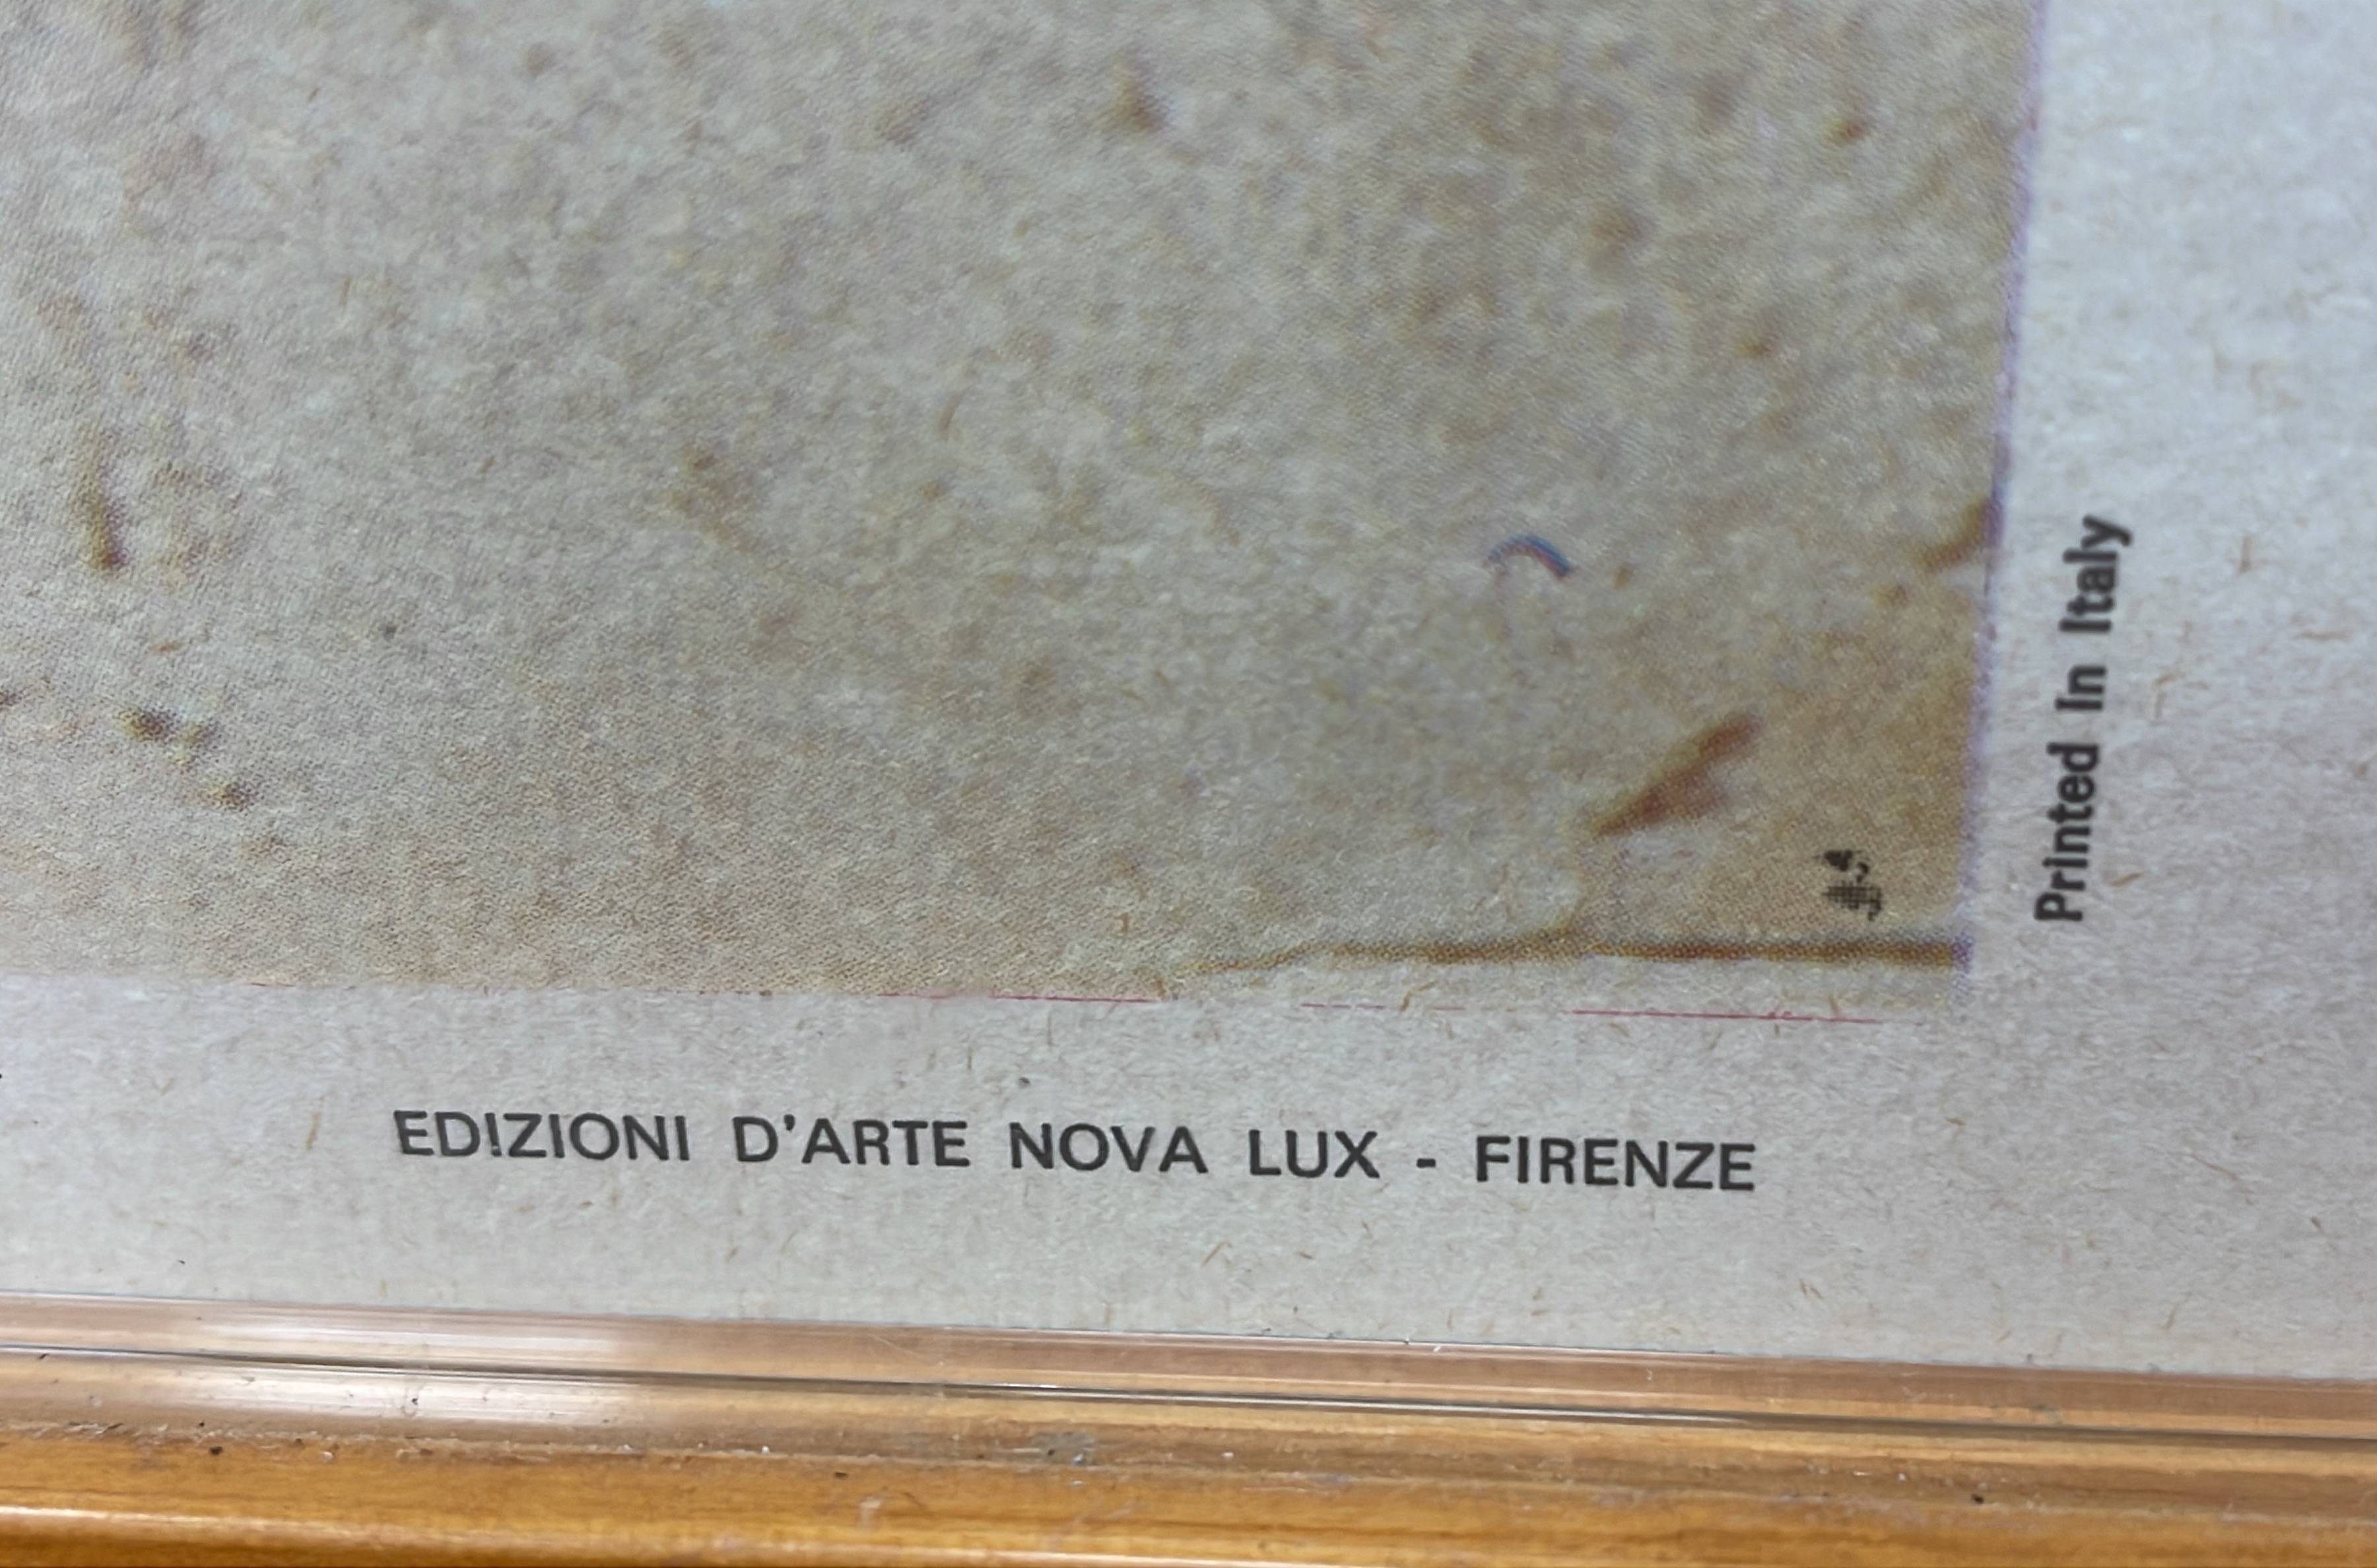 Printed In Italy
EDIZIONI D'ARTE NOVA LUX - FIRENZE